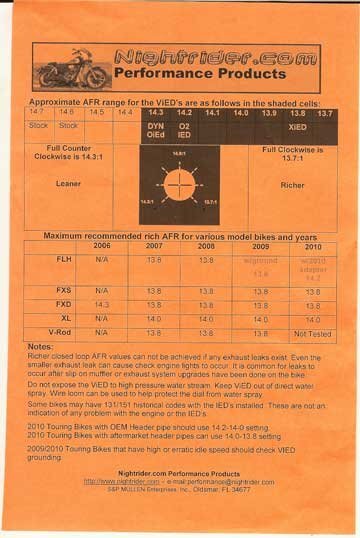 Nightrider.com
Performance Products
Approximate AFR range for the ViED's are as follows in the shaded cells:
14.7 14.6 14.5 14.4 14.3 14.2 14.1 14.0 13.9 13.8 13.7
Stock Stock DYN O2 XiED
OiEd IED
Full Counter
Clockwise is 14.3:1
Leaner
14.0:1
14.3:1 13.7:1
Full Clockwise is
13.7:1
Richer
Maximum recommended rich AFR for various model bikes and years
2006 2007 2008 2009 2010
FLH N/A 13.8 13.8 w/ground 13.8 w/2010 adapter 14.2
FXS N/A 13.8 13.8 13.8 13.8
FXD 14.3 13.8 13.8 13.8 13.8
XL N/A 14.0 14.0 14.0 14.0
V-Rod N/A 13.8 13.8 13.8 Not Tested
Notes:
Richer closed loop AFR values can not be achieved if any exhaust leaks exist. Even the
smaller exhaust leak can cause check engine lights to occur. It is common for leaks to
occur after slip on muffler or exhaust system upgrades have been done on the bike.
Do not expose the ViED to high pressure water stream. Keep ViED out of direct water
spray. Wire loom can be used to help protect the dial from water spray.
Some bikes may have 131/151 historical codes with the IED's installed. These are not an
indication of any problem with the engine or the IED's.
2010 Touring Bikes with OEM Header pipe should use 14.2-14.0 setting.
2010 Touring Bikes with aftermarket header pipes can use 14.0-13.8 setting
2009/2010 Touring Bikes that have high or erratic idle speed should check VIED
grounding.
Nightrider.com Performance Products
http://www.nightrider.com – e-mail:performance@nightrider.com
S&P MULLEN Enterprises, Inc., Oldsmar, FL 34677